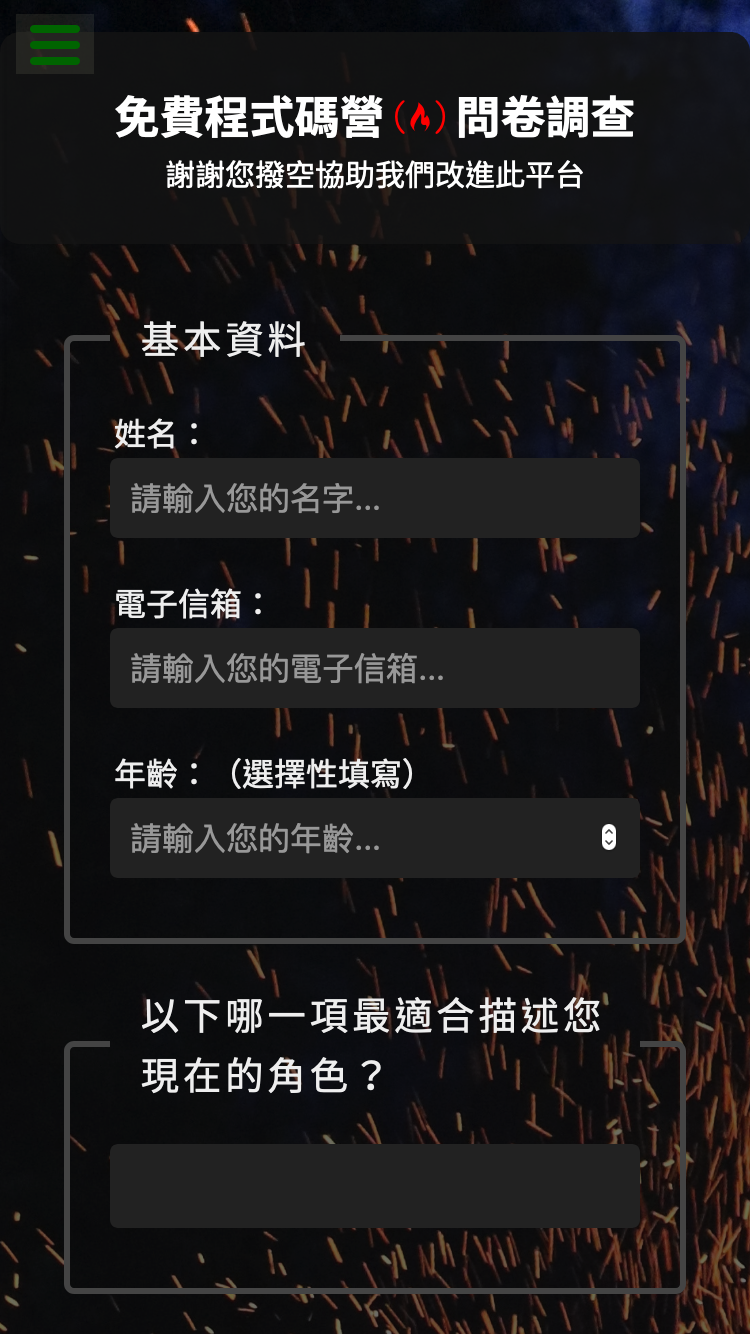 免費程式碼營(🔥)問卷調查
謝謝您撥空協助我們改進此平台
基本資料
姓名：
請輸入您的名字...
電子信箱：
請輸入您的電子信箱...
年齡：（選擇性填寫）
請輸入您的年齡...
以下哪一項最適合描述您
現在的角色？